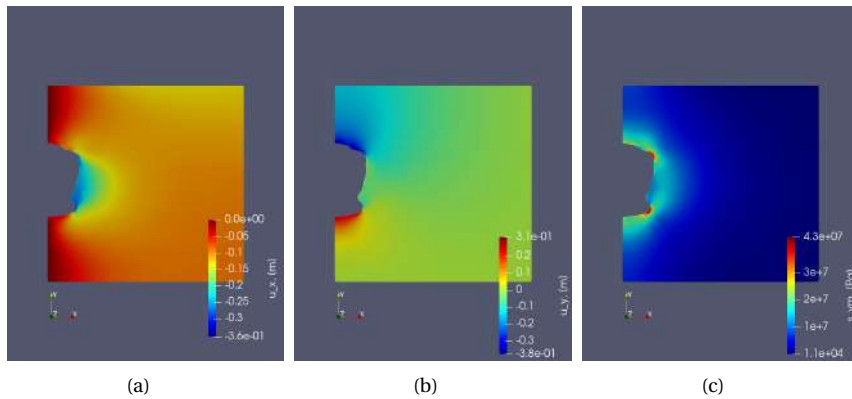 0.0e+00
-0.05
-0.1
-0.15
-0.2
-0.25
-0.3
-3.6e-01
u_x, [m]
Y
Z X
3.1e-01
0.2
0.1
0
-0.1
-0.2
-0.3
-3.8e-01
u_y, [m]
Y
Z X
4.3e+07
3e+7
2e+7
1e+7
1.1e+04
s_vm, [Pa]
Y
Z X
(a)
(b)
(c)